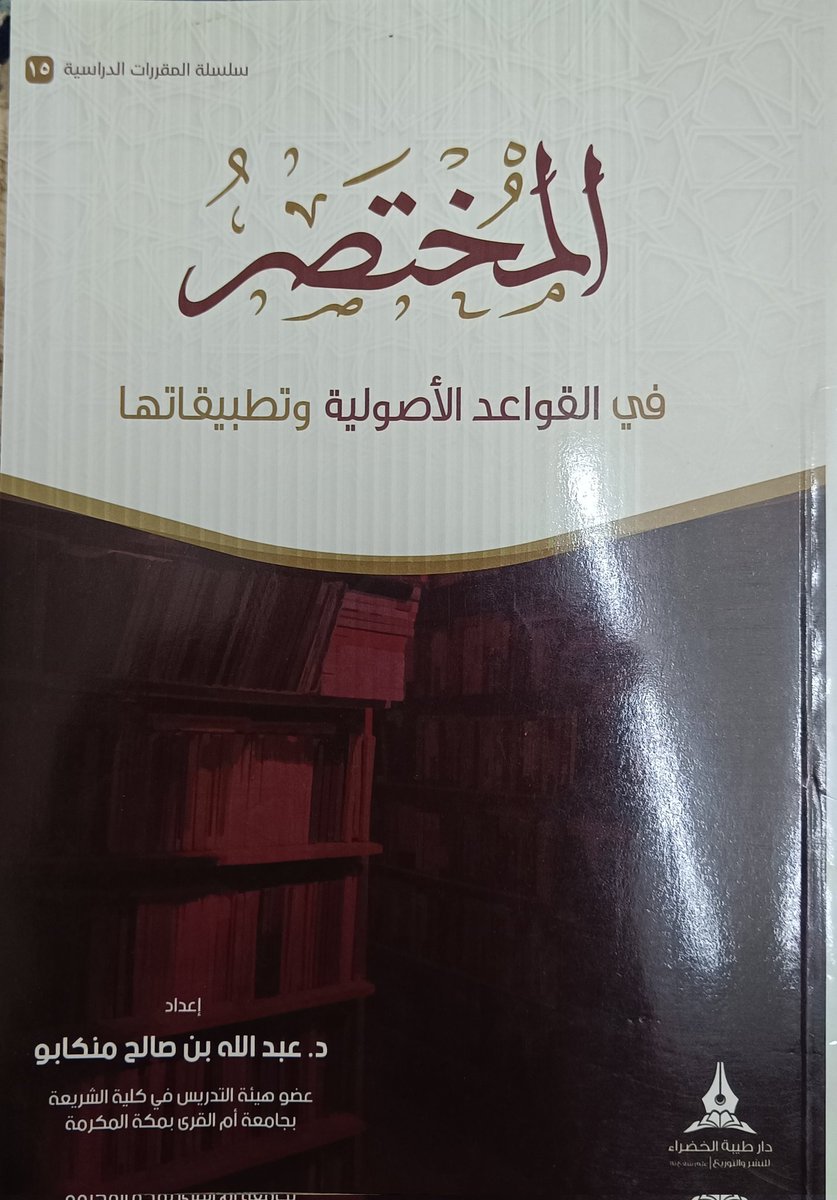 سلسلة المقررات الدراسية ١٥
المختصر
في القواعد الأصولية وتطبيقاتها
إعداد
د. عبد الله بن صالح منكابو
عضو هيئة التدريس في كلية الشريعة
بجامعة أم القرى بمكة المكرمة
دار طيبة الخضراء
للنشر والتوزيع |